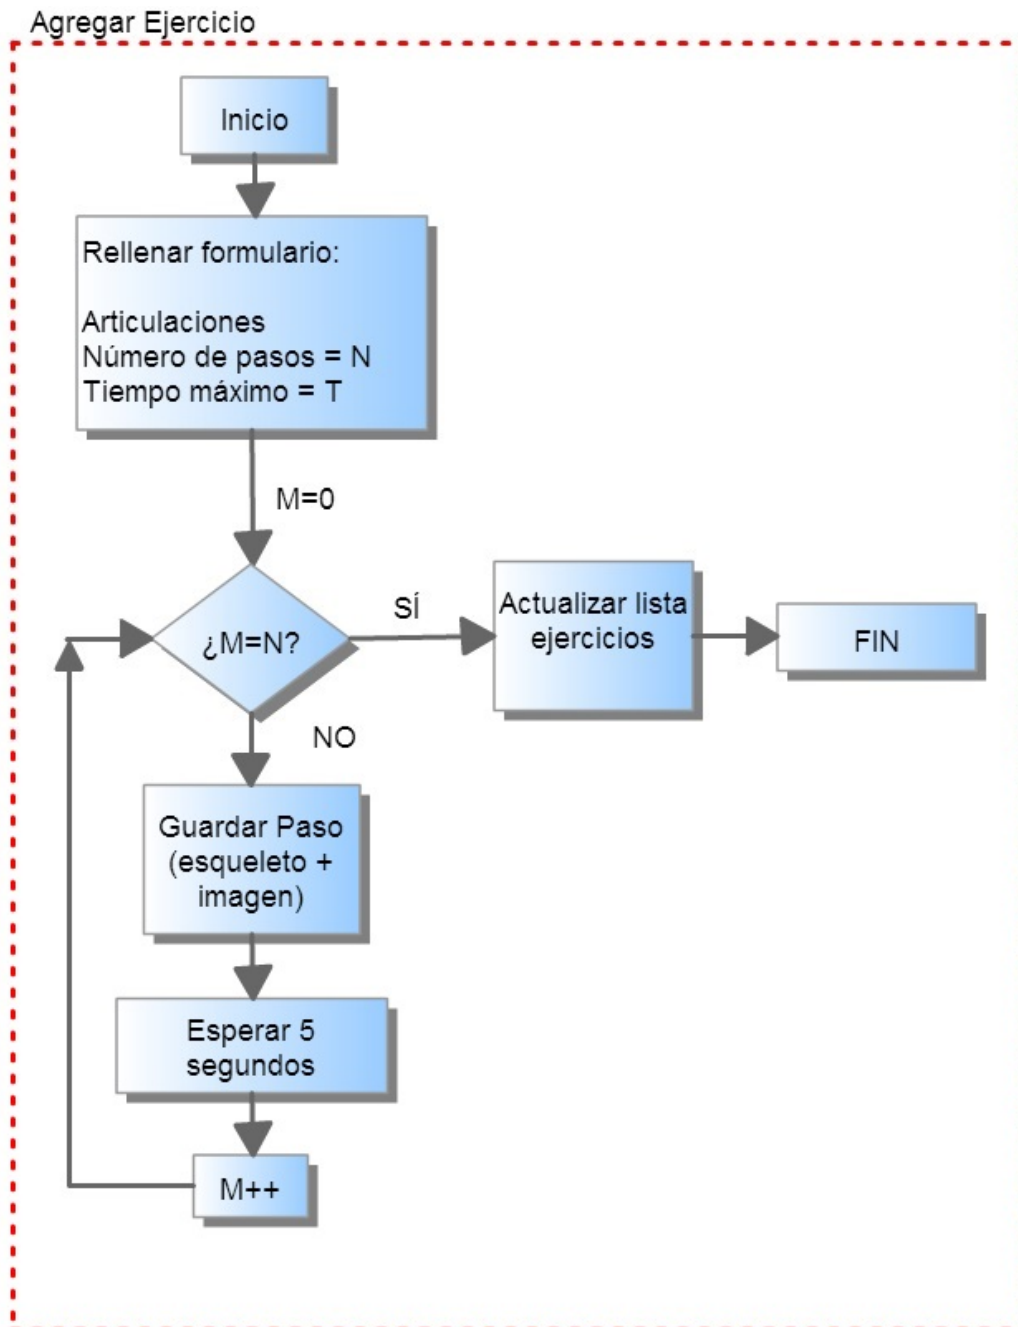 Agregar Ejercicio
Inicio
Rellenar formulario:
Articulaciones
Número de pasos = N
Tiempo máximo = T
M=0
¿M=N?
SÍ
Actualizar lista
ejercicios
FIN
NO
Guardar Paso
(esqueleto +
imagen)
Esperar 5
segundos
M++